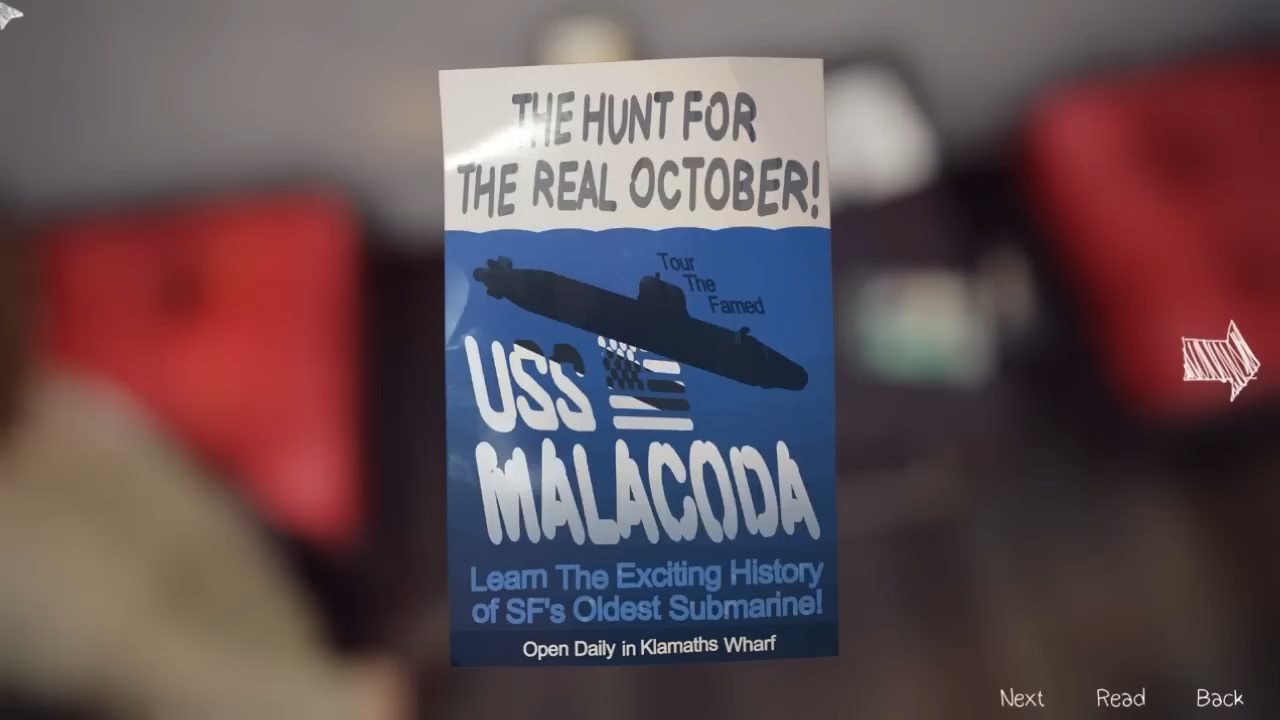 THE HUNT FOR
THE REAL OCTOBER!
Tour
The
Famed
USS
MALACODA
Learn The Exciting History
of SF's Oldest Submarine!
Open Daily in Klamaths Wharf
Next Read Back